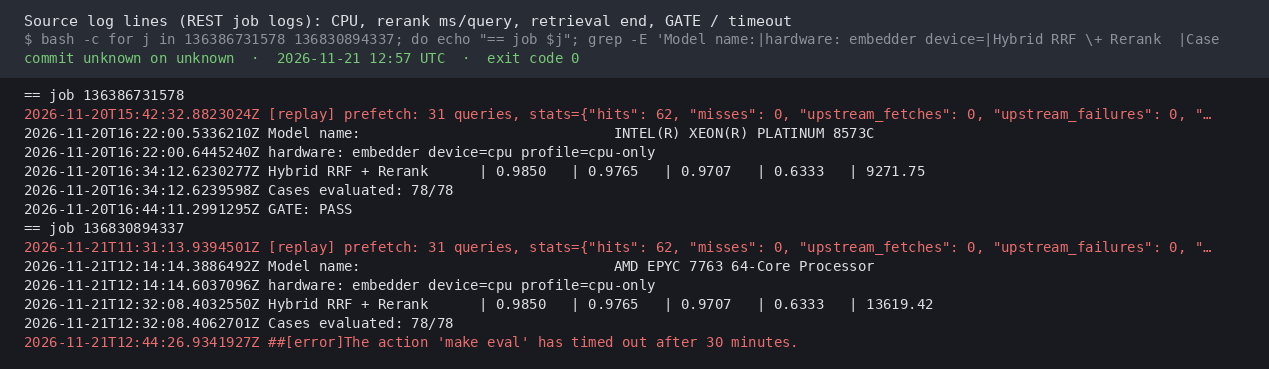 Source log lines (REST job logs): CPU, rerank ms/query, retrieval end, GATE / timeout
$ bash -c for j in 136386731578 136830894337; do echo "== job $j"; grep -E 'Model name:|hardware: embedder device=|Hybrid RRF \+ Rerank  |Case
commit unknown on unknown  ·  2026-11-21 12:57 UTC  ·  exit code 0
== job 136386731578
2026-11-20T15:42:32.8823024Z [replay] prefetch: 31 queries, stats={"hits": 62, "misses": 0, "upstream_fetches": 0, "upstream_failures": 0, "…
2026-11-20T16:22:00.5336210Z Model name:                              INTEL(R) XEON(R) PLATINUM 8573C
2026-11-20T16:22:00.6445240Z hardware: embedder device=cpu profile=cpu-only
2026-11-20T16:34:12.6230277Z Hybrid RRF + Rerank      | 0.9850   | 0.9765   | 0.9707   | 0.6333   | 9271.75
2026-11-20T16:34:12.6239598Z Cases evaluated: 78/78
2026-11-20T16:44:11.2991295Z GATE: PASS
== job 136830894337
2026-11-21T11:31:13.9394501Z [replay] prefetch: 31 queries, stats={"hits": 62, "misses": 0, "upstream_fetches": 0, "upstream_failures": 0, "…
2026-11-21T12:14:14.3886492Z Model name:                              AMD EPYC 7763 64-Core Processor
2026-11-21T12:14:14.6037096Z hardware: embedder device=cpu profile=cpu-only
2026-11-21T12:32:08.4032550Z Hybrid RRF + Rerank      | 0.9850   | 0.9765   | 0.9707   | 0.6333   | 13619.42
2026-11-21T12:32:08.4062701Z Cases evaluated: 78/78
2026-11-21T12:44:26.9341927Z ##[error]The action 'make eval' has timed out after 30 minutes.